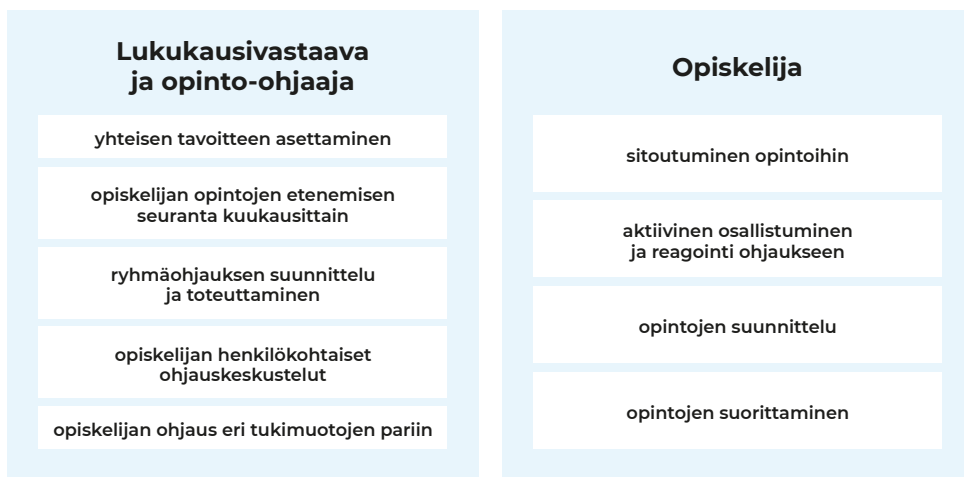 Lukukausivastaava
ja opinto-ohjaaja
yhteisen tavoitteen asettaminen
opiskelijan opintojen etenemisen
seuranta kuukausittain
ryhmäohjauksen suunnittelu
ja toteuttaminen
opiskelijan henkilökohtaiset
ohjauskeskustelut
opiskelijan ohjaus eri tukimuotojen pariin
Opiskelija
sitoutuminen opintoihin
aktiivinen osallistuminen
ja reagointi ohjaukseen
opintojen suunnittelu
opintojen suorittaminen